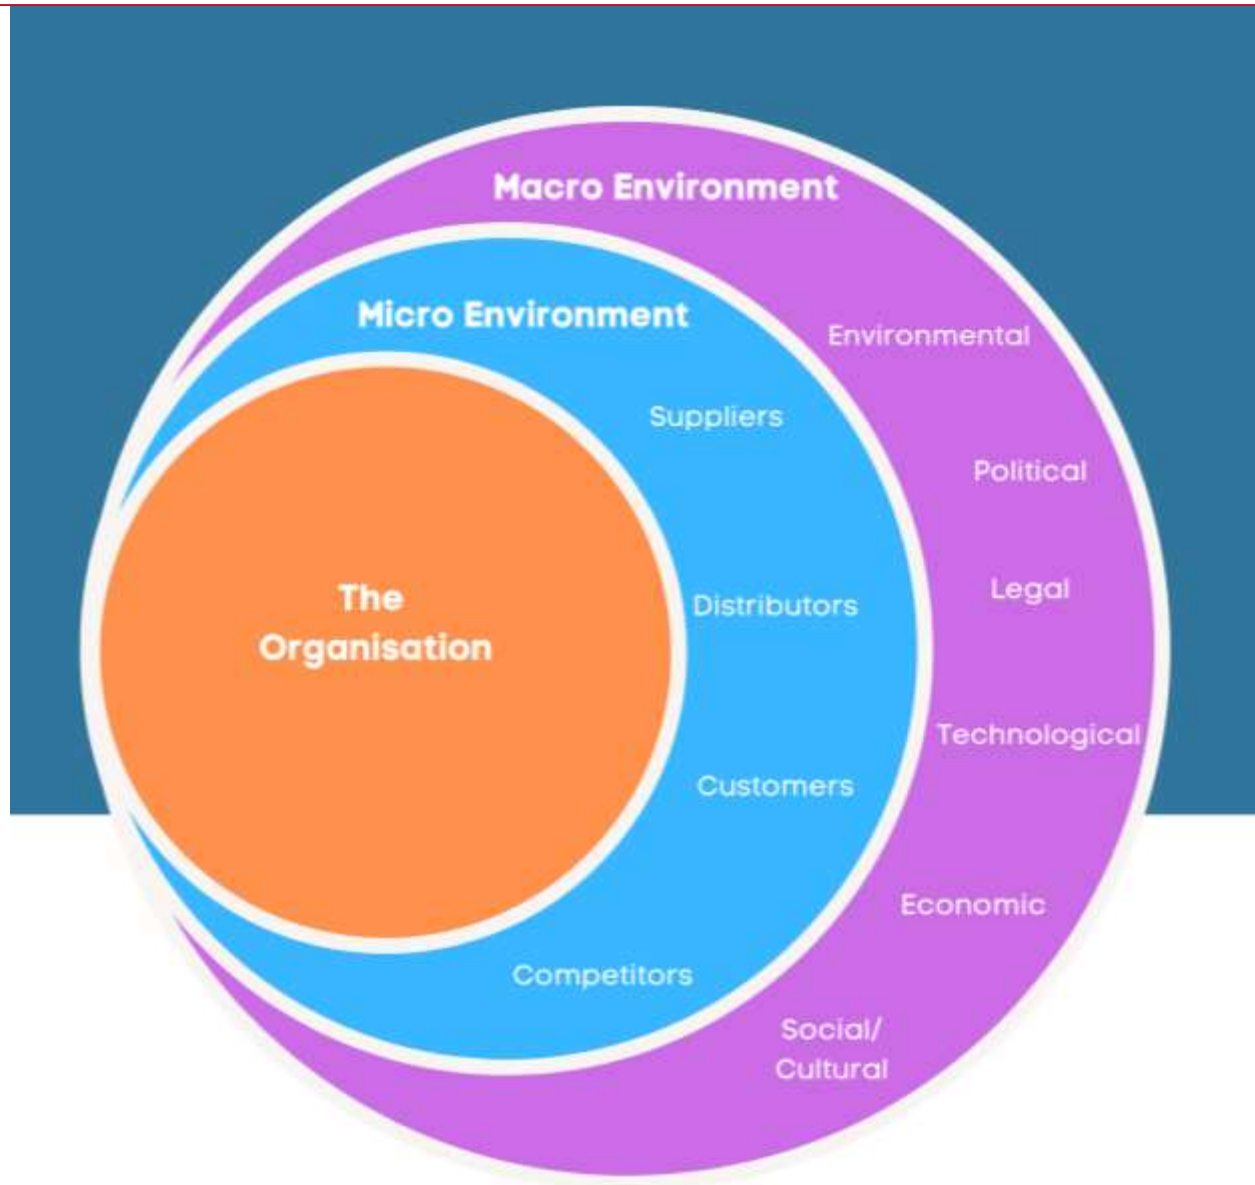 Macro Environment
Micro Environment
Environmental
Suppliers
Political
The
Organisation
Legal
Distributors
Technological
Customers
Economic
Competitors
Social/
Cultural